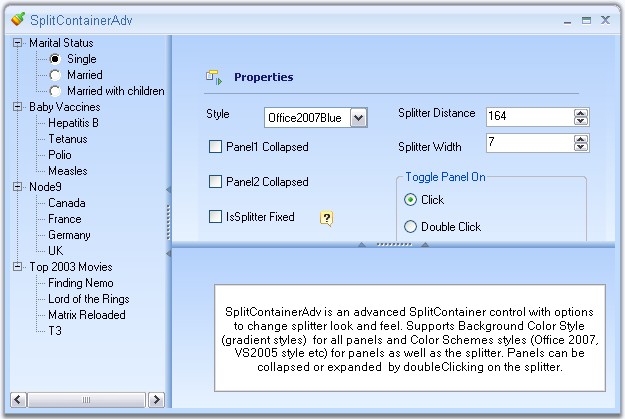 SplitContainerAdv
Marital Status
Single
Married
Married with children
Baby Vaccines
Hepatitis B
Tetanus
Polio
Measles
Node9
Canada
France
Germany
UK
Top 2003 Movies
Finding Nemo
Lord of the Rings
Matrix Reloaded
T3
Properties
Style
Office2007Blue
Panel1 Collapsed
Panel2 Collapsed
IsSplitter Fixed
?
Splitter Distance
164
Splitter Width
7
Toggle Panel On
Click
Double Click
SplitContainerAdv is an advanced SplitContainer control with options
to change splitter look and feel. Supports Background Color Style
(gradient styles) for all panels and Color Schemes styles (Office 2007,
VS2005 style etc) for panels as well as the splitter. Panels can be
collapsed or expanded by doubleClicking on the splitter.